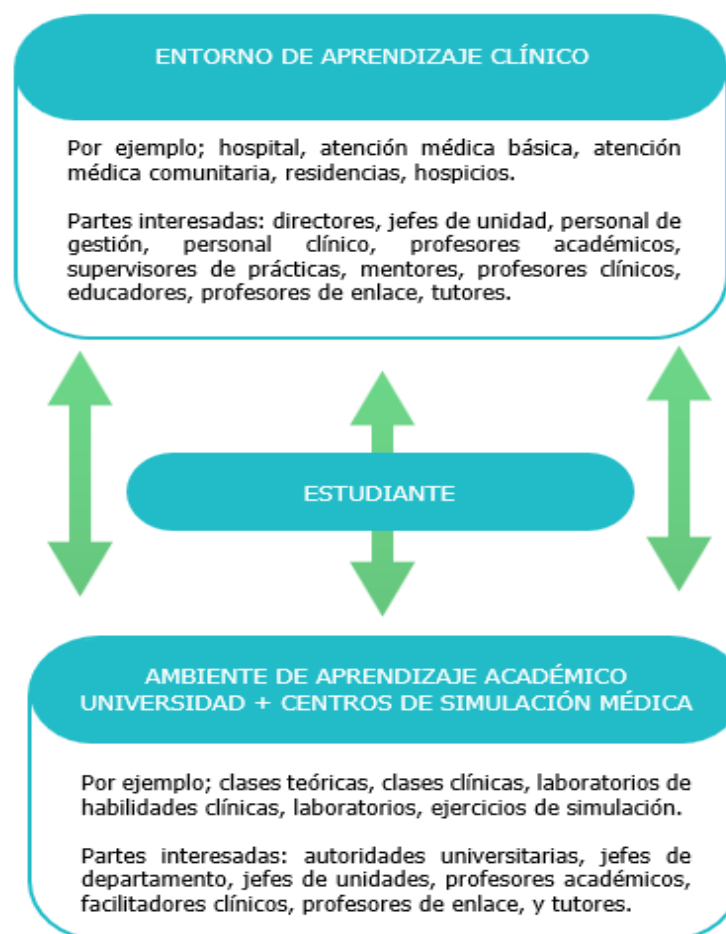 ENTORNO DE APRENDIZAJE CLÍNICO
Por ejemplo; hospital, atención médica básica, atención
médica comunitaria, residencias, hospicios.
Partes interesadas: directores, jefes de unidad, personal de
gestión, personal clínico, profesores académicos,
supervisores de prácticas, mentores, profesores clínicos,
educadores, profesores de enlace, tutores.
ESTUDIANTE
AMBIENTE DE APRENDIZAJE ACADÉMICO
UNIVERSIDAD + CENTROS DE SIMULACIÓN MÉDICA
Por ejemplo; clases teóricas, clases clínicas, laboratorios de
habilidades clínicas, laboratorios, ejercicios de simulación.
Partes interesadas: autoridades universitarias, jefes de
departamento, jefes de unidades, profesores académicos,
facilitadores clínicos, profesores de enlace, y tutores.